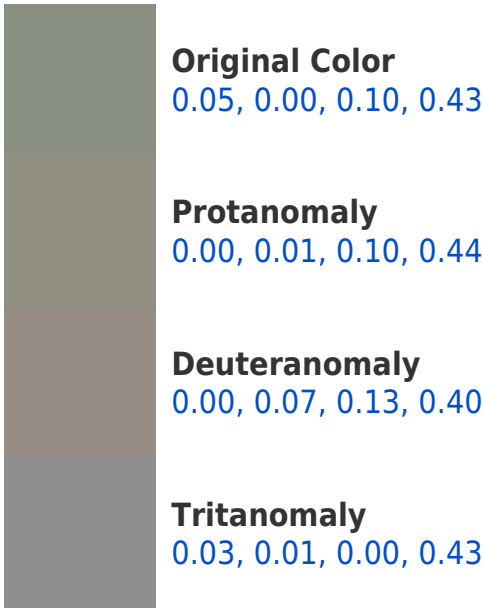 Original Color
0.05, 0.00, 0.10, 0.43
Protanomaly
0.00, 0.01, 0.10, 0.44
Deuteranomaly
0.00, 0.07, 0.13, 0.40
Tritanomaly
0.03, 0.01, 0.00, 0.43